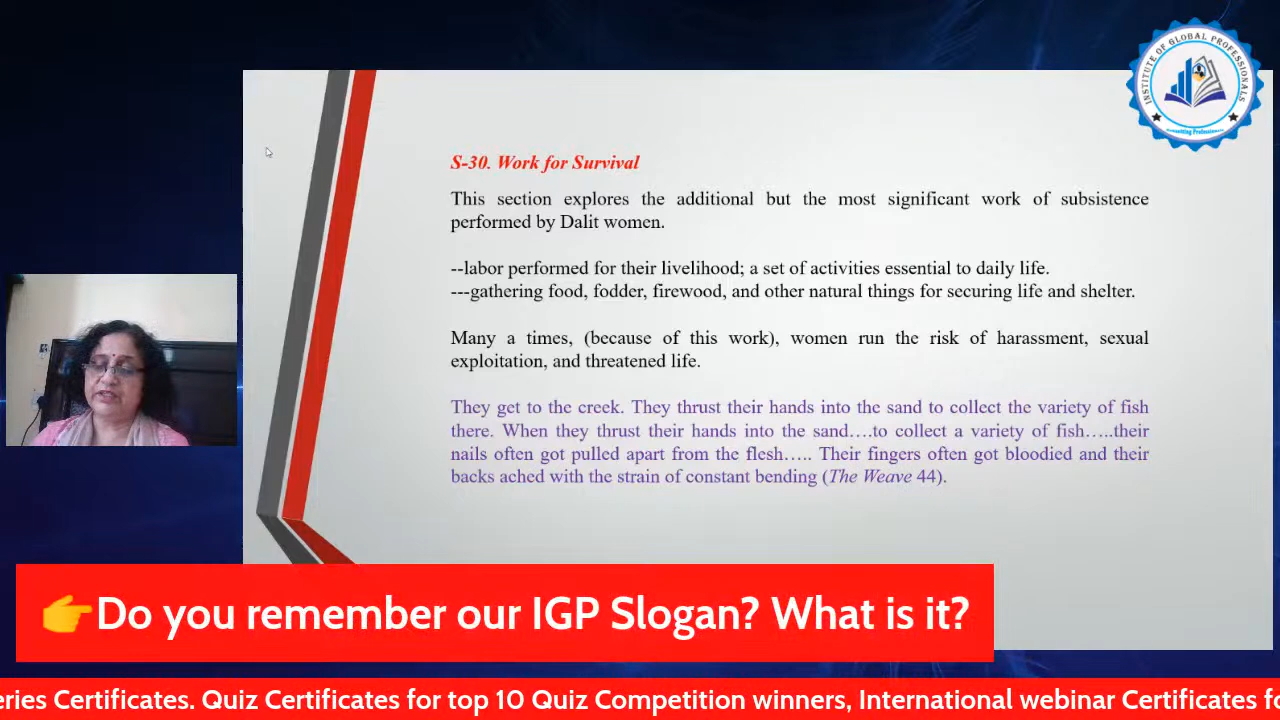 INSTITUTE OF GLOBAL PROFESSIONALS
S-30. Work for Survival
This section explores the additional but the most significant work of subsistence
performed by Dalit women.
--labor performed for their livelihood; a set of activities essential to daily life.
---gathering food, fodder, firewood, and other natural things for securing life and shelter.
Many a times, (because of this work), women run the risk of harassment, sexual
exploitation, and threatened life.
They get to the creek. They thrust their hands into the sand to collect the variety of fish
there. When they thrust their hands into the sand….to collect a variety of fish…..their
nails often got pulled apart from the flesh….. Their fingers often got bloodied and their
backs ached with the strain of constant bending (The Weave 44).
👉Do you remember our IGP Slogan? What is it?
eries Certificates. Quiz Certificates for top 10 Quiz Competition winners, International webinar Certificates fo